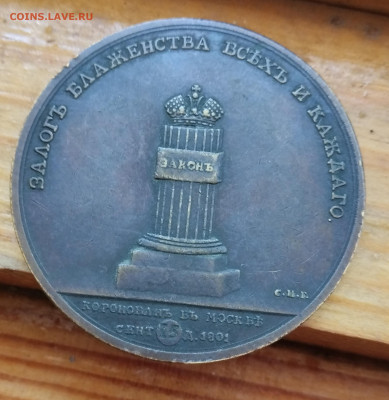 COINS.LAVE.RU
ЗАЛОГЪ БЛАЖЕНСТВА ВСѢХЪ И КАЖДАГО.
ЗАКОНЪ
С.И.Б.
КОРОНОВАНЪ ВЪ МОСКВѢ
СЕНТ 15 Д. 1801